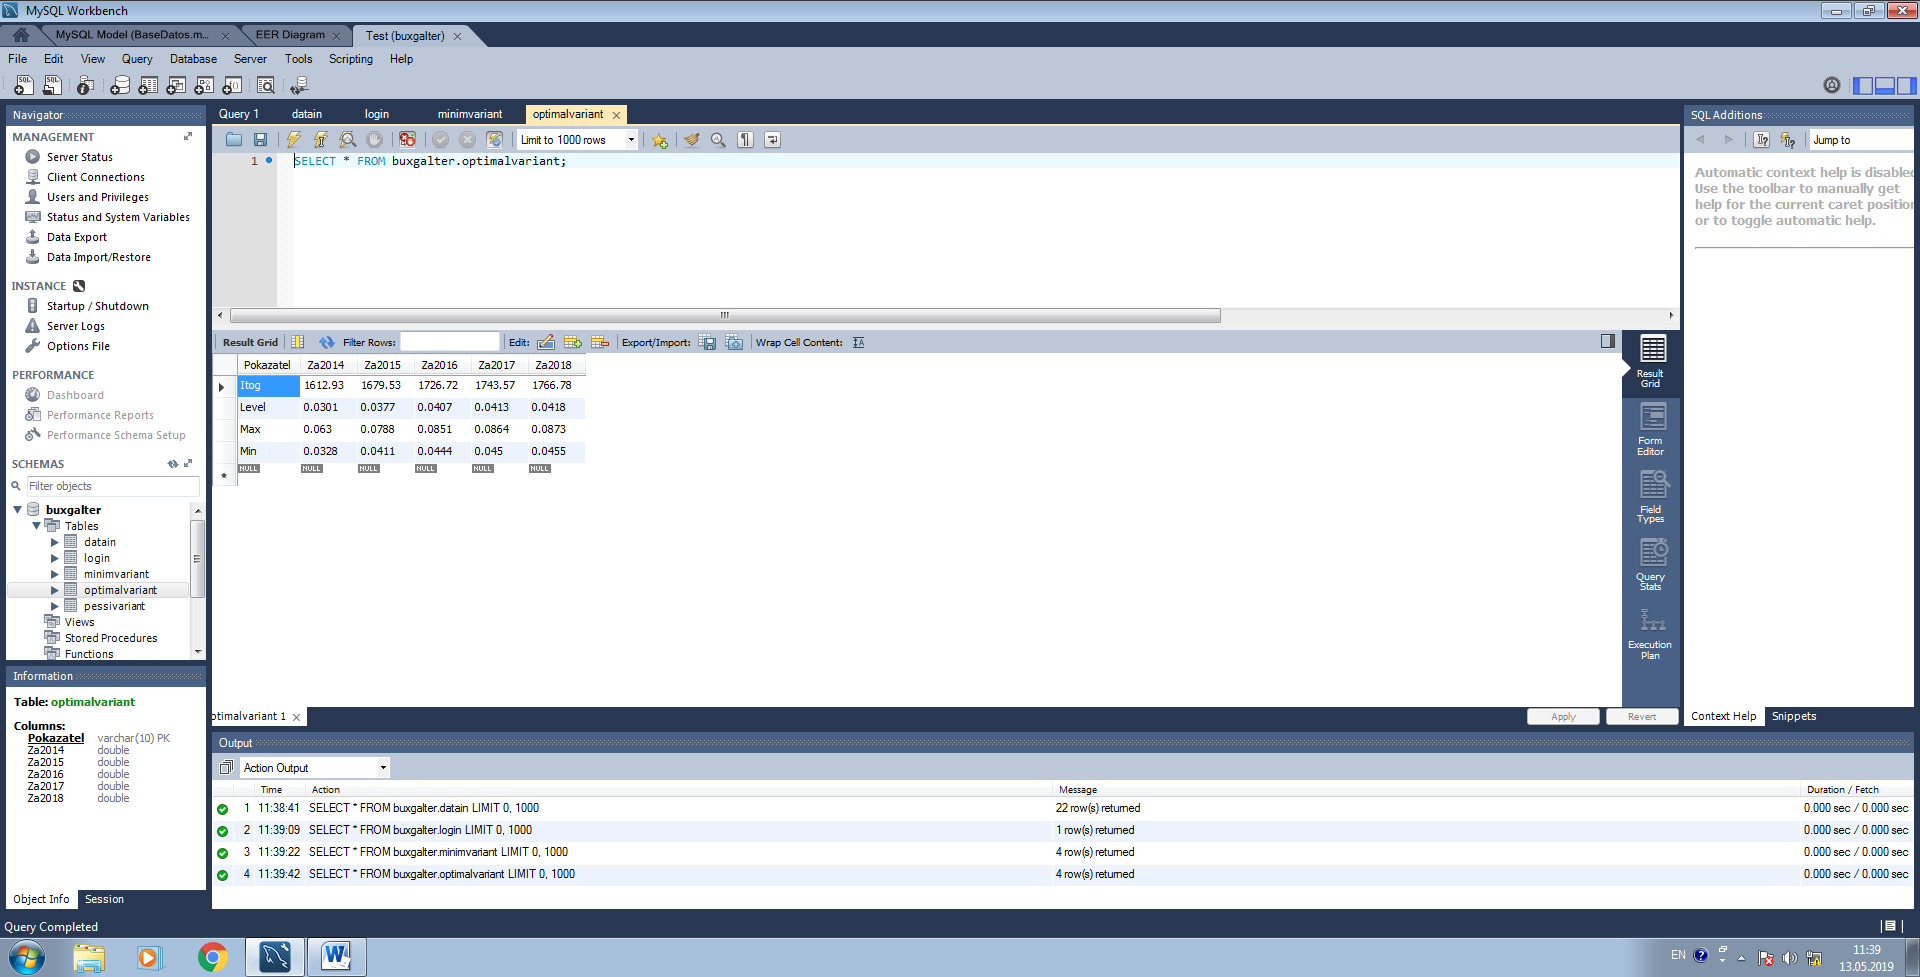 MySQL Workbench
MySQL Model (BaseDatos.m... EER Diagram Test (buxgalter)
File Edit View Query Database Server Tools Scripting Help
Navigator
MANAGEMENT
Server Status
Client Connections
Users and Privileges
Status and System Variables
Data Export
Data Import/Restore
INSTANCE
Startup / Shutdown
Server Logs
Options File
PERFORMANCE
Dashboard
Performance Reports
Performance Schema Setup
SCHEMAS
Filter objects
buxgalter
Tables
datain
login
minimvariant
optimalvariant
pessivariant
Views
Stored Procedures
Functions
Information
Table: optimalvariant
Columns:
Pokazatel varchar(10) PK
Za2014 double
Za2015 double
Za2016 double
Za2017 double
Za2018 double
Object Info Session
Query 1 datain login minimvariant optimalvariant
Limit to 1000 rows
1 SELECT * FROM buxgalter.optimalvariant;
Result Grid Filter Rows: Edit: Export/Import: Wrap Cell Content:
Pokazatel Za2014 Za2015 Za2016 Za2017 Za2018
Itog 1612.93 1679.53 1726.72 1743.57 1766.78
Level 0.0301 0.0377 0.0407 0.0413 0.0418
Max 0.063 0.0788 0.0851 0.0864 0.0873
Min 0.0328 0.0411 0.0444 0.045 0.0455
NULL NULL NULL NULL NULL NULL
Result
Grid
Form
Editor
Field
Types
Query
Stats
Execution
Plan
ptimalvariant 1
Apply Revert
SQL Additions
Jump to
Automatic context help is disabled
Use the toolbar to manually get
help for the current caret position
or to toggle automatic help.
Context Help Snippets
Output
Action Output
Time Action Message Duration / Fetch
1 11:38:41 SELECT * FROM buxgalter.datain LIMIT 0, 1000 22 row(s) returned 0.000 sec / 0.000 sec
2 11:39:09 SELECT * FROM buxgalter.login LIMIT 0, 1000 1 row(s) returned 0.000 sec / 0.000 sec
3 11:39:22 SELECT * FROM buxgalter.minimvariant LIMIT 0, 1000 4 row(s) returned 0.000 sec / 0.000 sec
4 11:39:42 SELECT * FROM buxgalter.optimalvariant LIMIT 0, 1000 4 row(s) returned 0.000 sec / 0.000 sec
Query Completed
EN
11:39
13.05.2019